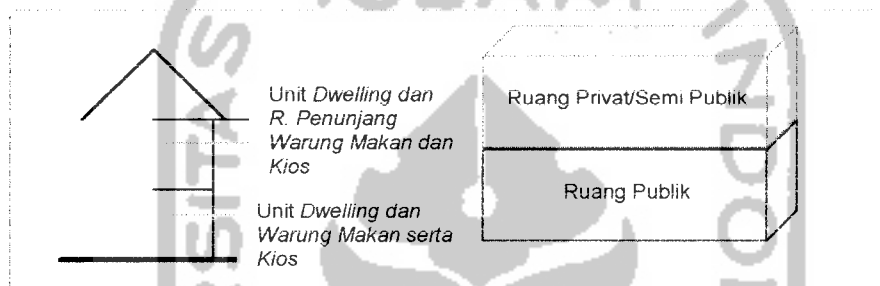 Unit Dwelling dan
R. Penunjang
Warung Makan dan
Kios
Ruang Privat/Semi Publik
Ruang Publik
Unit Dwelling dan
Warung Makan serta
Kios